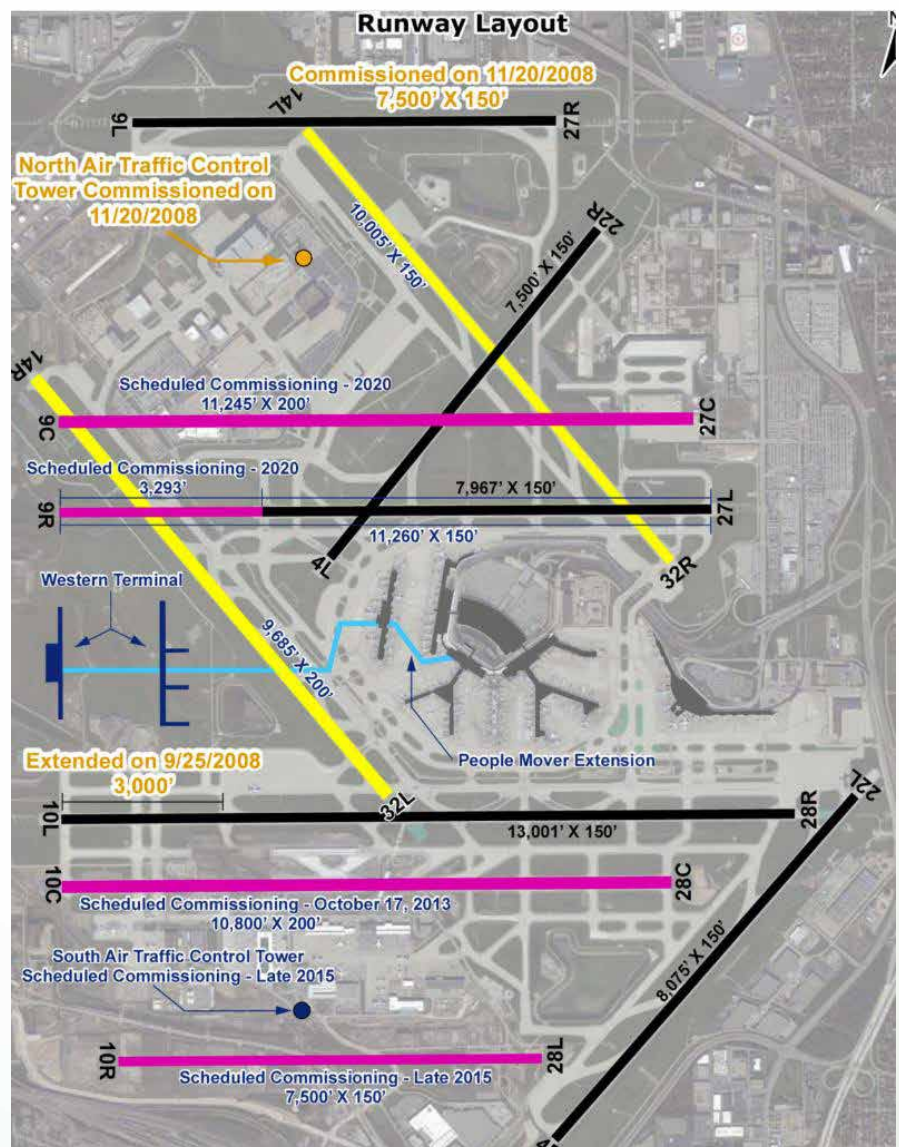 Runway Layout
N
Commissioned on 11/20/2008
7,500' X 150'
14L
9L
27R
North Air Traffic Control
Tower Commissioned on
11/20/2008
10,005' X 150'
22R
7,500' X 150'
14R
Scheduled Commissioning - 2020
11,245' X 200'
9C
27C
Scheduled Commissioning - 2020
3,293'
7,967' X 150'
9R
27L
11,260' X 150'
4L
32R
Western Terminal
9,685' X 200'
People Mover Extension
Extended on 9/25/2008
3,000'
32L
22L
10L
28R
13,001' X 150'
10C
28C
Scheduled Commissioning - October 17, 2013
10,800' X 200'
South Air Traffic Control Tower
Scheduled Commissioning - Late 2015
8,075' X 150'
10R
28L
Scheduled Commissioning - Late 2015
7,500' X 150'